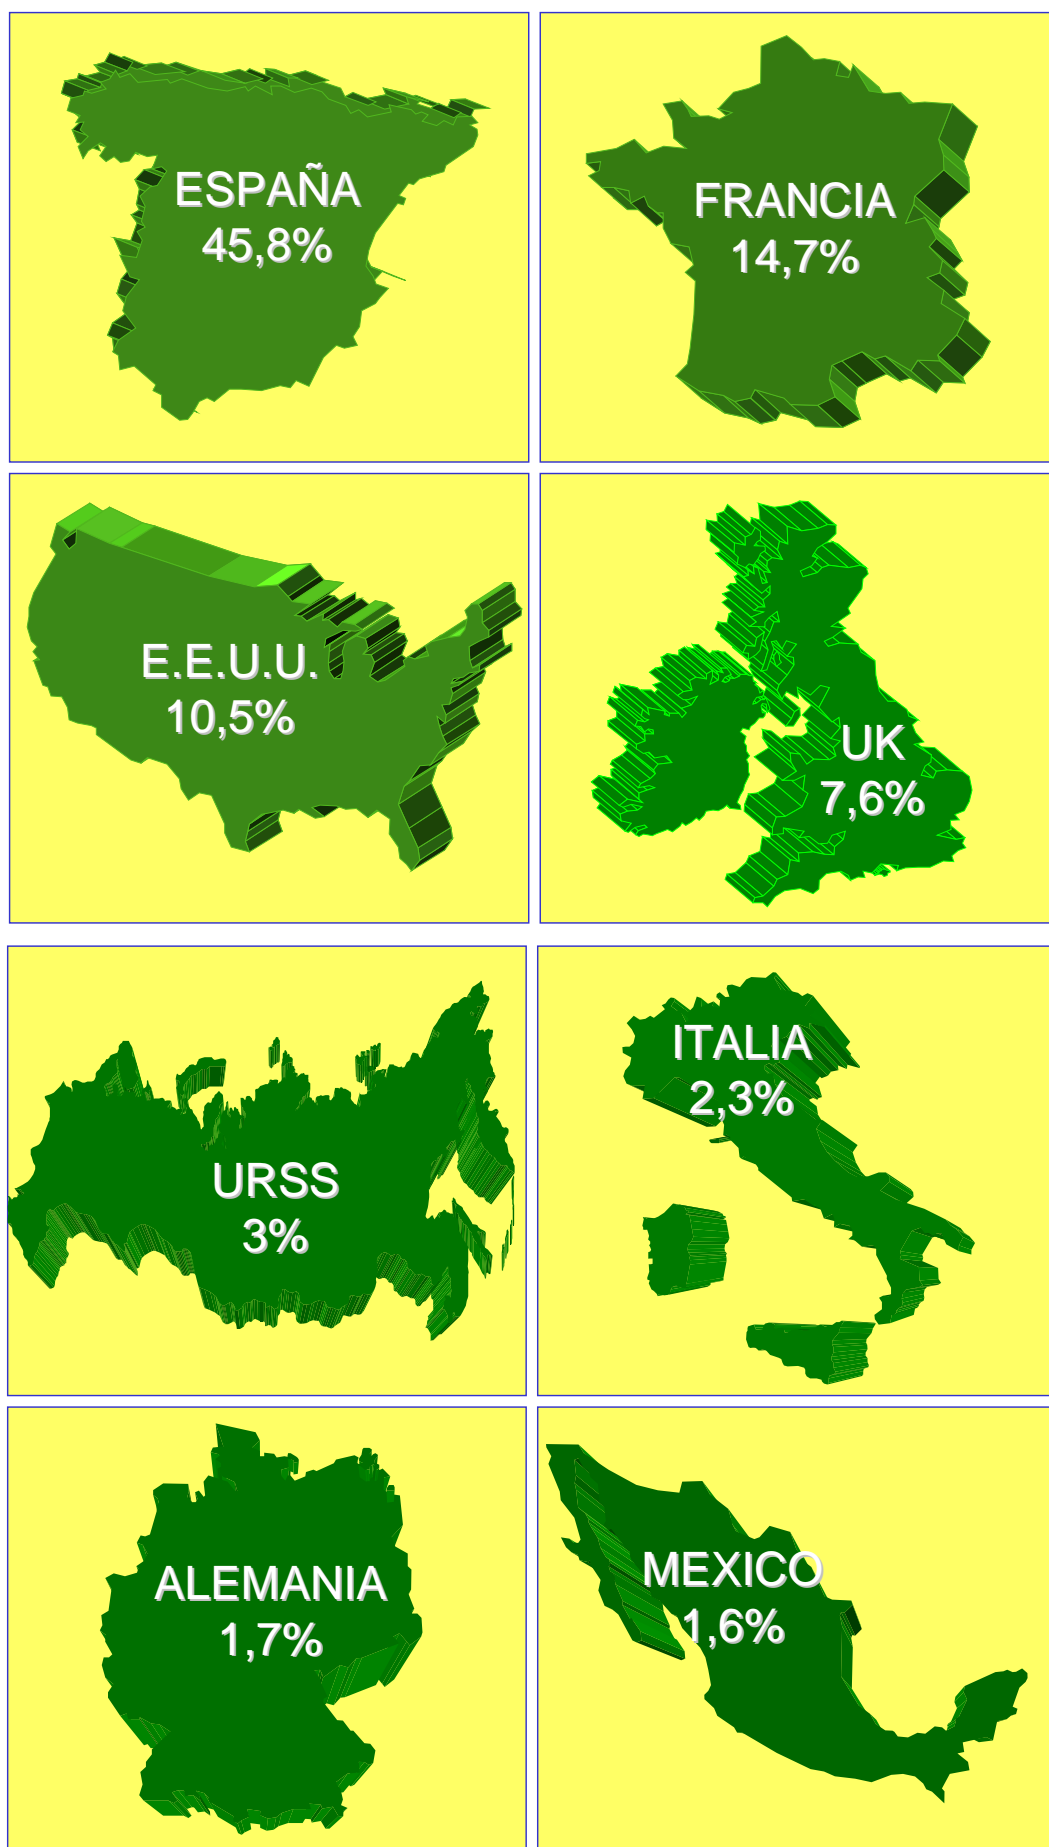 ESPAÑA
45,8%
FRANCIA
14,7%
E.E.U.U.
10,5%
UK
7,6%
URSS
3%
ITALIA
2,3%
ALEMANIA
1,7%
MEXICO
1,6%